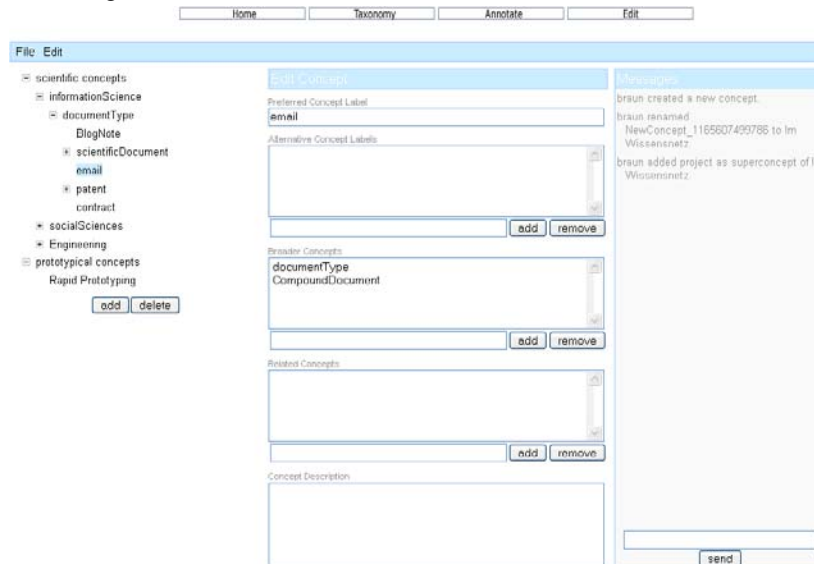 Home Taxonomy Annotate Edit
File Edit
scientific concepts
informationScience
documentType
BlogNote
scientificDocument
email
patent
contract
socialSciences
Engineering
prototypical concepts
Rapid Prototyping
add delete
Edit Concept
Preferred Concept Label
email
Alternative Concept Labels
add remove
Broader Concepts
documentType
CompoundDocument
add remove
Related Concepts
add remove
Concept Description
Messages
braun created a new concept.
braun renamed
NewConcept_1165607499786 to Im
Wissensnetz.
braun added project as superconcept of I
Wissensnetz.
send